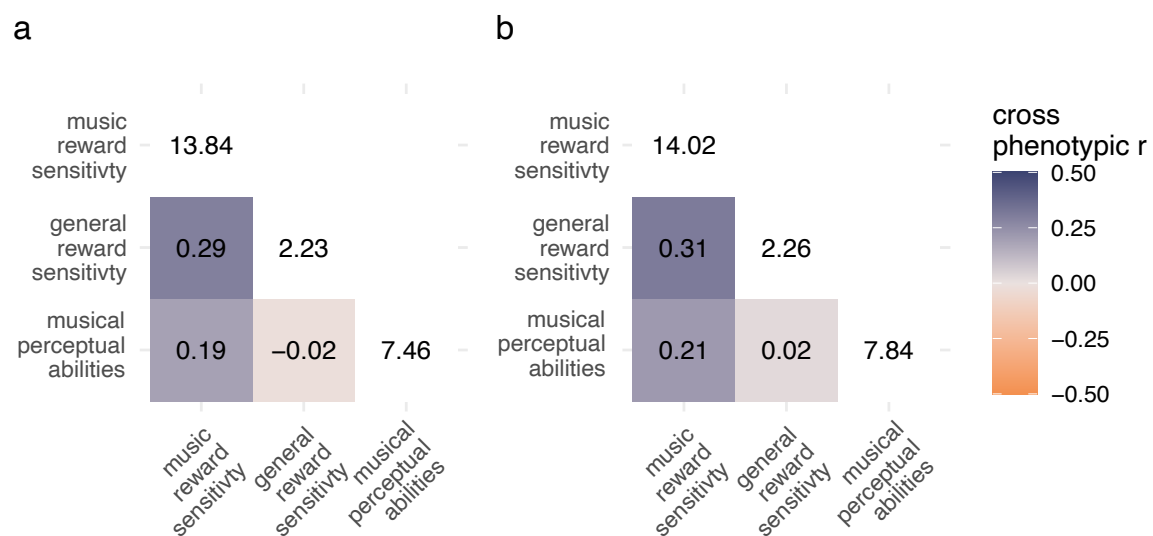 a
music
reward
sensitivty
13.84
general
reward
sensitivty
0.29
2.23
musical
perceptual
abilities
0.19
−0.02
7.46
music
reward
sensitivty
general
reward
sensitivty
musical
perceptual
abilities
b
music
reward
sensitivty
14.02
general
reward
sensitivty
0.31
2.26
musical
perceptual
abilities
0.21
0.02
7.84
music
reward
sensitivty
general
reward
sensitivty
musical
perceptual
abilities
cross
phenotypic r
0.50
0.25
0.00
−0.25
−0.50